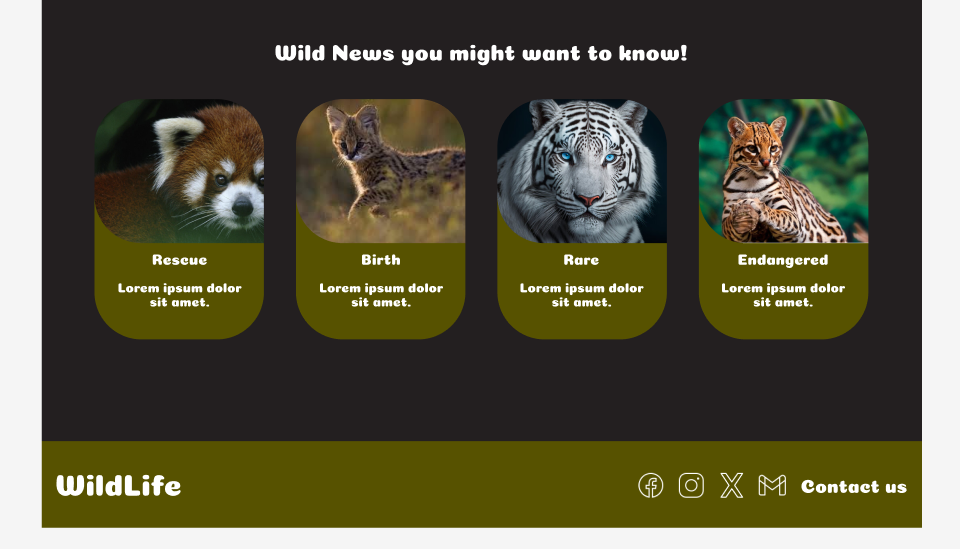 Wild News you might want to know!
Rescue
Lorem ipsum dolor
sit amet.
Birth
Lorem ipsum dolor
sit amet.
Rare
Lorem ipsum dolor
sit amet.
Endangered
Lorem ipsum dolor
sit amet.
WildLife
Contact us